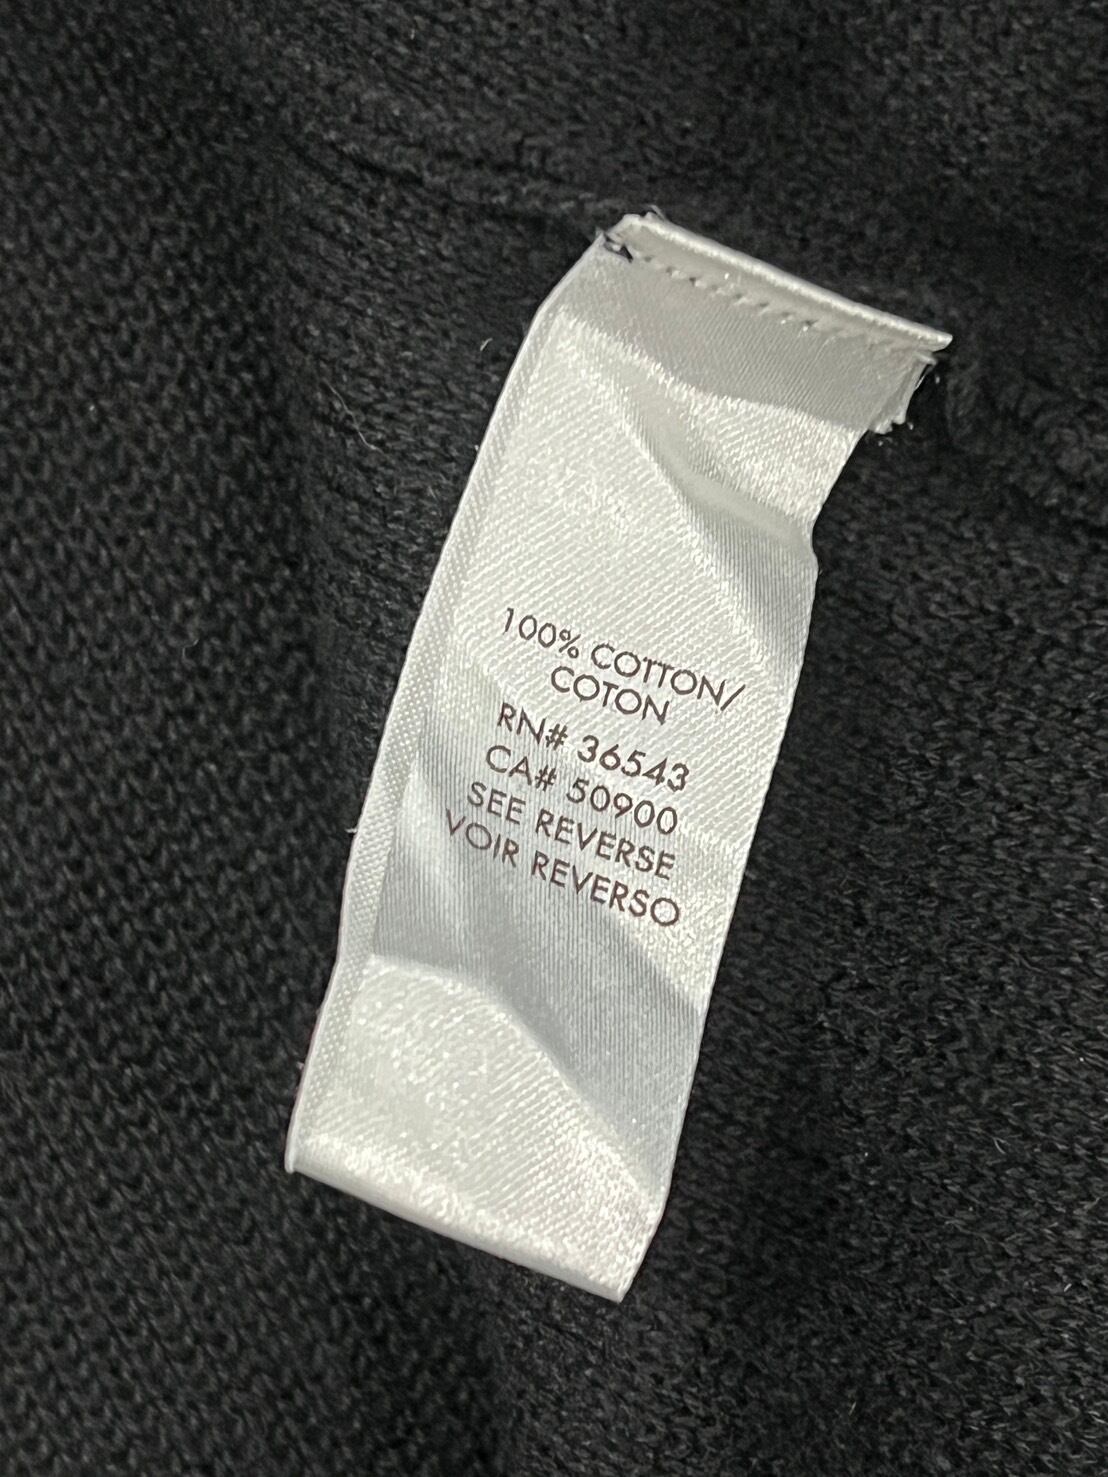 100% COTTON/
COTON
RN# 36543
CA# 50900
SEE REVERSE
VOIR REVERSO